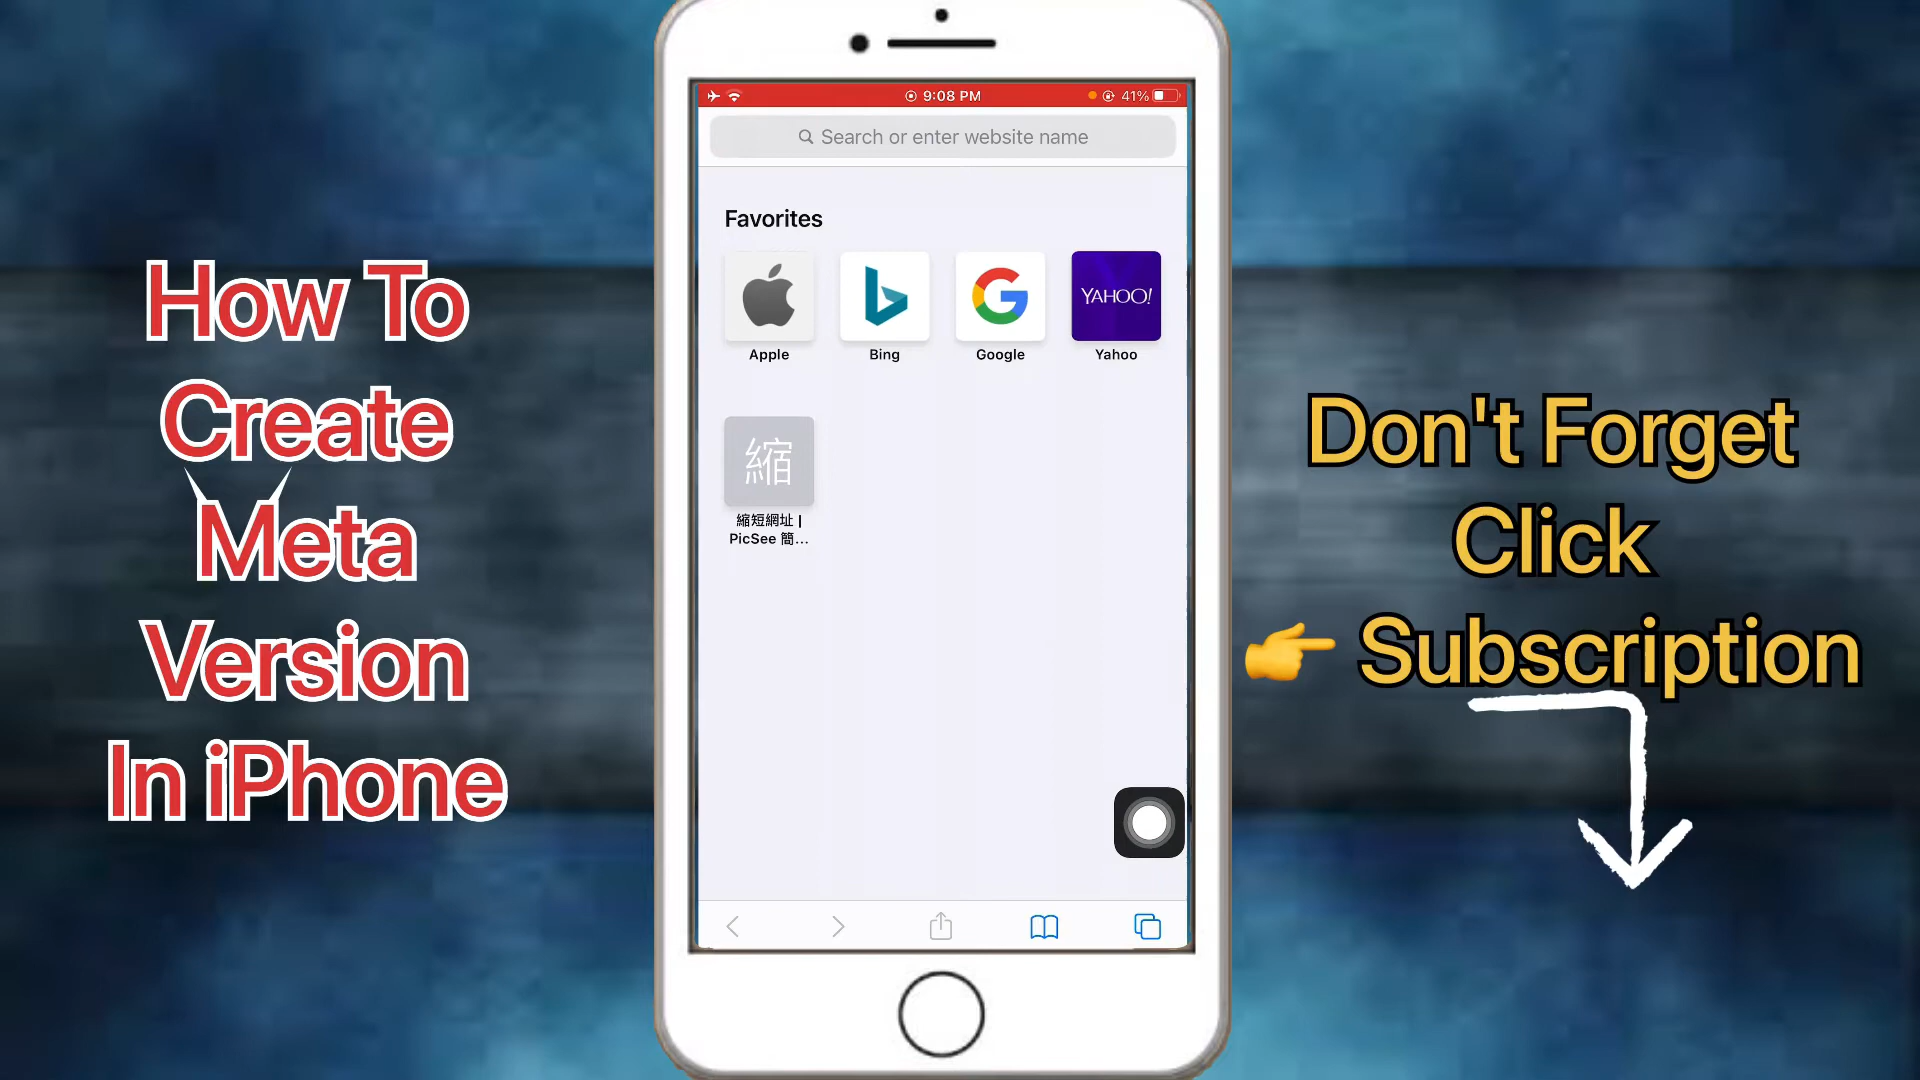 How To
Create
Meta
Version
In iPhone
9:08 PM
41%
Search or enter website name
Favorites
YAHOO!
Apple
Bing
Google
Yahoo
縮
縮短網址 |
PicSee 簡...
Don't Forget
Click
👉 Subscription